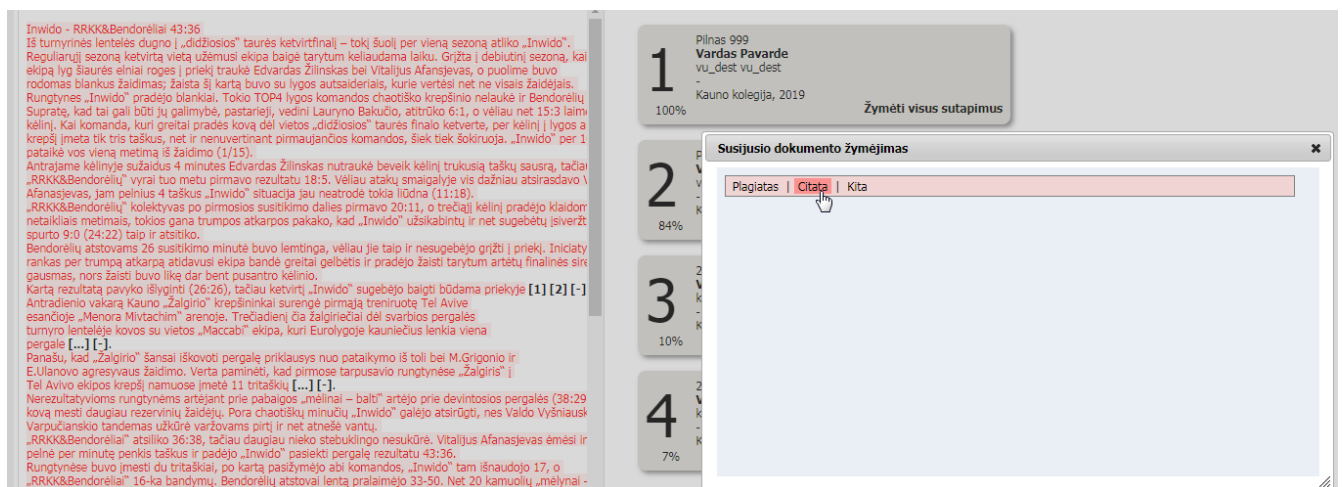 Inwido - RRKK&Bendorėliai 43:36
Iš turnyrinės lentelės dugno į „didžiosios“ taurės ketvirtfinalį – tokį šuolį per vieną sezoną atliko „Inwido“.
Reguliarųjį sezoną ketvirtą vietą užėmusi ekipa baigė tarytum keliaudama laiku. Grįžta į debiutinį sezoną, kai
ekipą lyg šiaurės elniai roges į priekį traukė Edvardas Žilinskas bei Vitalijus Afansjevas, o puolime buvo
rodomas blankus žaidimas; žaista šį kartą buvo su lygos autsaideriais, kurie vertėsi net ne visais žaidėjais.
Rungtynes „Inwido“ pradėjo blankiai. Tokio TOP4 lygos komandos chaotiško krepšinio nelaukė ir Bendorėlių
Supratę, kad tai gali būti jų galimybė, pastarieji, vedini Lauryno Bakučio, atitrūko 6:1, o vėliau net 15:3
kėlinį. Kai komanda, kuri greitai pradės kovą dėl vietos „didžiosios“ taurės finalo ketverte, per kėlinį į lygos
krepšį įmeta tik tris taškus, net ir nenuvertinant pirmaujančios komandos, šiek tiek šokiruoja. „Inwido“ per
pataikė vos vieną metimą iš žaidimo (1/15).
Antrajame kėlinyje sužaidus 4 minutes Edvardas Žilinskas nutraukė beveik kėlinį trukusią taškų sausrą,
„RRKK&Bendorėlių“ vyrai tuo metu pirmavo rezultatu 18:5. Vėliau atakų smaigalyje vis dažniau atsirasdavo
Afanasjevas, jam pelnius 4 taškus „Inwido“ situacija jau neatrodė tokia liūdna (11:18).
„RRKK&Bendorėlių“ kolektyvas po pirmosios susitikimo dalies pirmavo 20:11, o trečiąjį kėlinį pradėjo
netaikliais metimais, tokios gana trumpos atkarpos pakako, kad „Inwido“ užsikabintų ir net sugebėtų
spurto 9:0 (24:22) taip ir atsitiko.
Bendorėlių atstovams 26 susitikimo minutė buvo lemtinga, vėliau jie taip ir nesugebėjo grįžti į priekį.
rankas per trumpą atkarpą atidavusi ekipa bandė greitai gelbėtis ir pradėjo žaisti tarytum artėtų finalinės
gausmas, nors žaisti buvo likę dar bent pusantro kėlinio.
Kartą rezultatą pavyko išlyginti (26:26), tačiau ketvirtį „Inwido“ sugebėjo baigti būdama priekyje [1] [2] [-]
Antradienio vakarą Kauno „Žalgirio“ krepšininkai surengė pirmąją treniruotę Tel Avive
esančioje „Menora Mivtachim“ arenoje. Trečiadienį čia žalgiriečiai dėl svarbios pergalės
turnyro lentelėje kovos su vietos „Maccabi“ ekipa, kuri Eurolygoje kauniečius lenkia viena
pergale [...] [-].
Panašu, kad „Žalgirio“ šansai iškovoti pergalę priklausys nuo pataikymo iš toli bei M.Grigonio ir
E.Ulanovo agresyvaus žaidimo. Verta paminėti, kad pirmose tarpusavio rungtynėse „Žalgiris“ į
Tel Avivo ekipos krepšį namuose įmetė 11 tritaškių [...] [-].
Nerezultatyvioms rungtynėms artėjant prie pabaigos „mėlinai – balti“ artėjo prie devintosios pergalės (38:29
kovą mesti daugiau rezervinių žaidėjų. Pora chaotiškų minučių „Inwido“ galėjo atsirūgti, nes Valdo
Varpučianskio tandemas užkūrė varžovams pirtį ir net atnešė vantų.
„RRKK&Bendorėliai“ atsiliko 36:38, tačiau daugiau nieko stebuklingo nesukūrė. Vitalijus Afanasjevas ėmėsi
pelnė per minutę penkis taškus ir padėjo „Inwido“ pasiekti pergalę rezultatu 43:36.
Rungtynėse buvo įmesti du tritaškiai, po kartą pasižymėjo abi komandos, „Inwido“ tam išnaudojo 17, o
„RRKK&Bendorėliai“ 16-ka bandymų. Bendorėlių atstovai lentą pralaimėjo 33-50. Net 20 kamuolių „mėlynai -
1
100%
Pilnas 999
Vardas Pavarde
vu_dest vu_dest
-
Kauno kolegija, 2019
Žymėti visus sutapimus
2
84%
3
10%
4
7%
Susijusio dokumento žymėjimas
Plagiatas | Citata | Kita